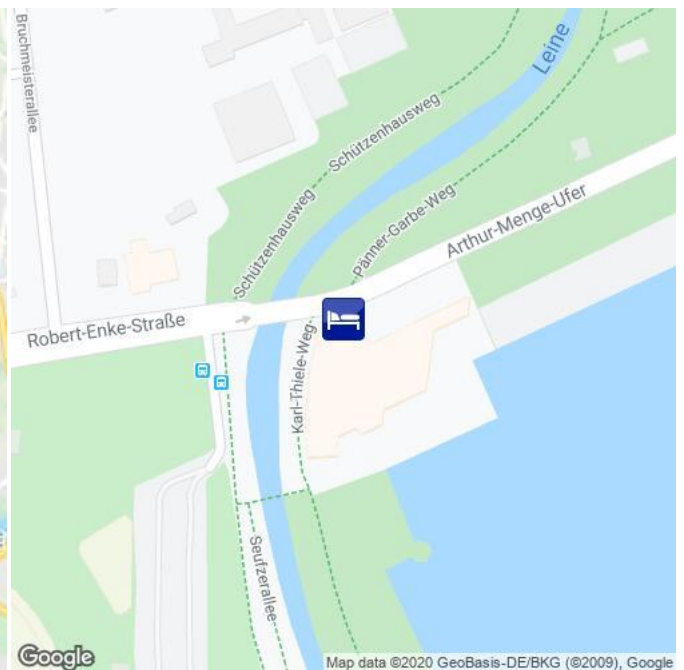 Bruchmeisterallee
Leine
Schützenhausweg
Schützenhausweg
Pänner-Garbe-Weg
Arthur-Menge-Ufer
Robert-Enke-Straße
Karl-Thiele-Weg
Seufzerallee
Google
Map data ©2020 GeoBasis-DE/BKG (©2009), Google